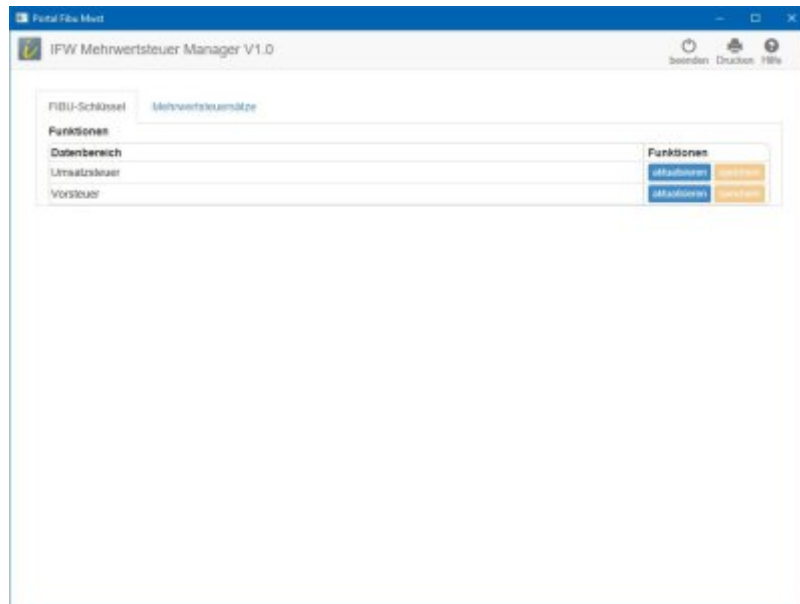 Portal Fibu Mwst
IFW Mehrwertsteuer Manager V1.0
beenden Drucken Hilfe
FIBU-Schlüssel Mehrwertsteuersätze
Funktionen
Datenbereich Funktionen
Umsatzsteuer aktualisieren speichern
Vorsteuer aktualisieren speichern